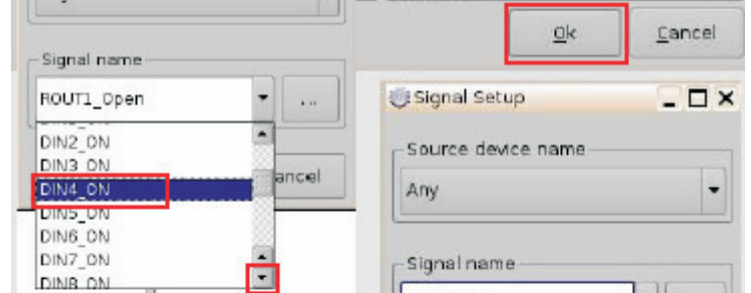 Signal name
ROUT1_Open
...
DIN2_ON
DIN3_ON
DIN4_ON
DIN5_ON
DIN6_ON
DIN7_ON
DIN8_ON
ancel
Ok
Cancel
Signal Setup
Source device name
Any
Signal name